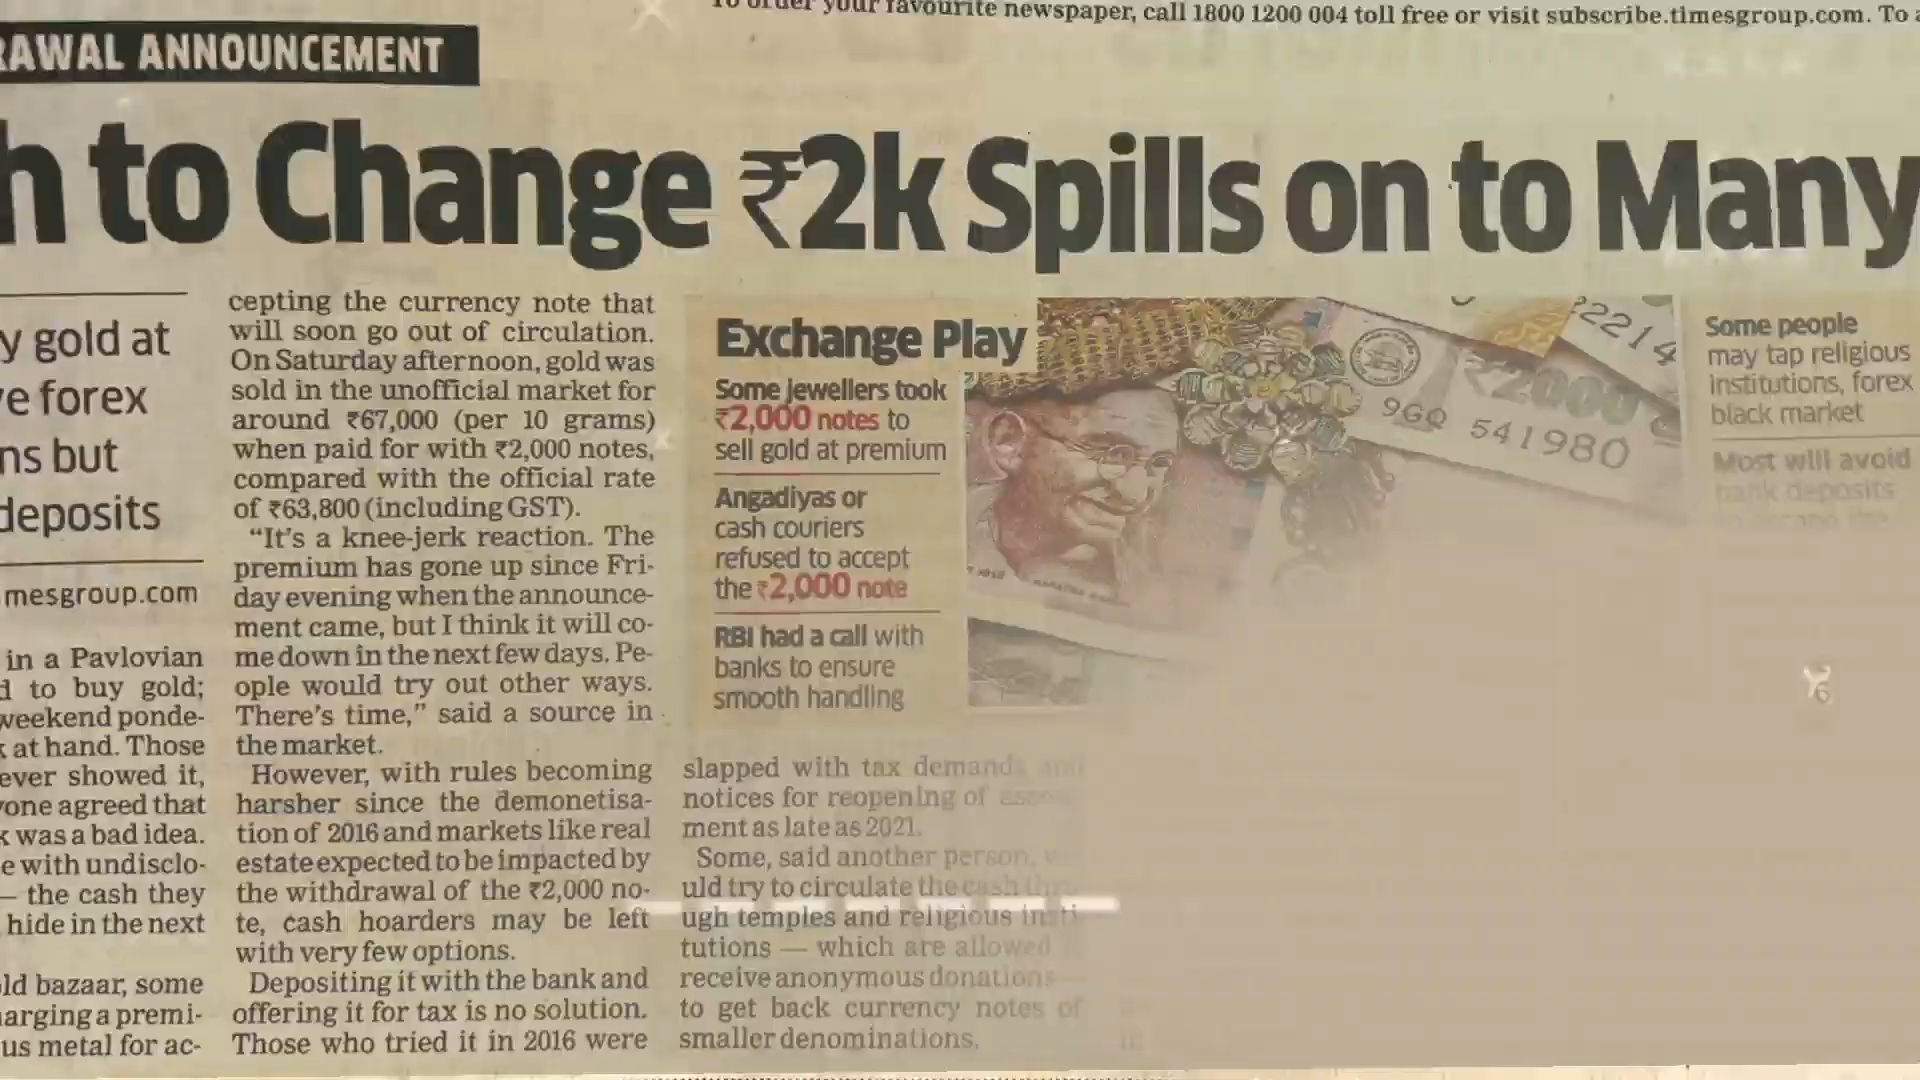 To order your favourite newspaper, call 1800 1200 004 toll free or visit subscribe.timesgroup.com. To
ANNOUNCEMENT
to Change ₹2k Spills on to Many
gold at
forex
but
deposits
mesgroup.com
in a Pavlovian
to buy gold;
weekend ponde-
at hand. Those
ever showed it,
agreed that
was a bad idea.
with undisclo-
— the cash they
hide in the next
bazaar, some
a premi-
us metal for ac-
cepting the currency note that
will soon go out of circulation.
On Saturday afternoon, gold was
sold in the unofficial market for
around ₹67,000 (per 10 grams)
when paid for with ₹2,000 notes,
compared with the official rate
of ₹63,800 (including GST).
“It’s a knee-jerk reaction. The
premium has gone up since Fri-
day evening when the announce-
ment came, but I think it will co-
me down in the next few days. Pe-
ople would try out other ways.
There’s time,” said a source in
the market.
However, with rules becoming
harsher since the demonetisa-
tion of 2016 and markets like real
estate expected to be impacted by
the withdrawal of the ₹2,000 no-
te, cash hoarders may be left
with very few options.
Depositing it with the bank and
offering it for tax is no solution.
Those who tried it in 2016 were
Exchange Play
Some jewellers took
₹2,000 notes to
sell gold at premium
Angadiyas or
cash couriers
refused to accept
the ₹2,000 note
RBI had a call with
banks to ensure
smooth handling
₹2000
9GQ 541980
2214
Some people
may tap religious
institutions, forex
black market
Most will avoid
bank deposits
slapped with tax demands and
notices for reopening of
ment as late as 2021.
Some, said another person,
uld try to circulate the cash thro
ugh temples and religious insti
tutions — which are allowed
receive anonymous donations —
to get back currency notes of
smaller denominations.